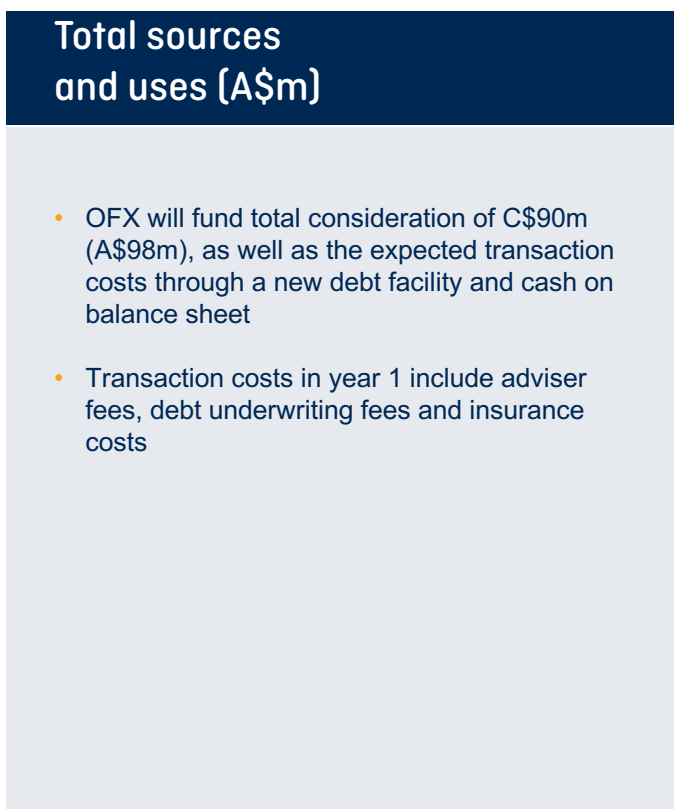 Total sources
and uses (A$m)
• OFX will fund total consideration of C$90m
(A$98m), as well as the expected transaction
costs through a new debt facility and cash on
balance sheet
• Transaction costs in year 1 include adviser
fees, debt underwriting fees and insurance
costs